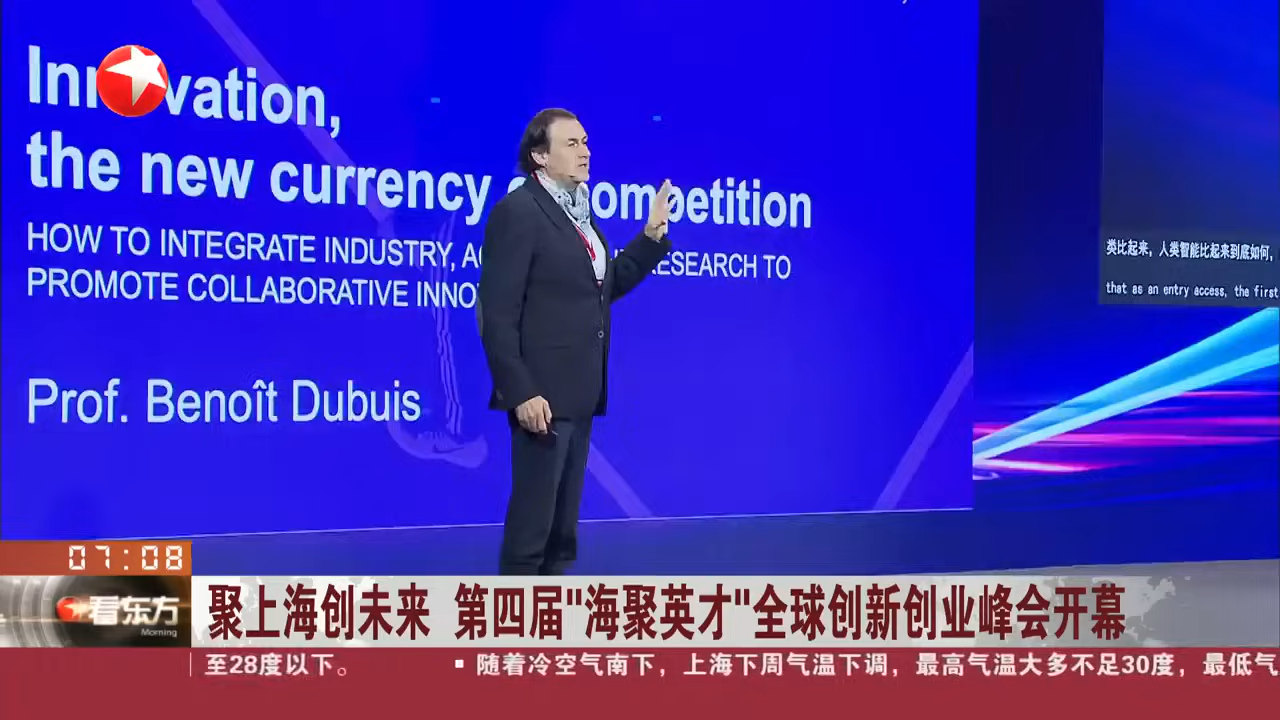 Innovation,
the new currency of competition
HOW TO INTEGRATE INDUSTRY, RESEARCH TO
PROMOTE COLLABORATIVE
Prof. Benoît Dubuis
类比起来，人类智能比起来到底如何，
that as an entry access, the first
07:08
看东方
Morning
聚上海创未来 第四届"海聚英才"全球创新创业峰会开幕
至28度以下。 ▪ 随着冷空气南下，上海下周气温下调，最高气温大多不足30度，最低气